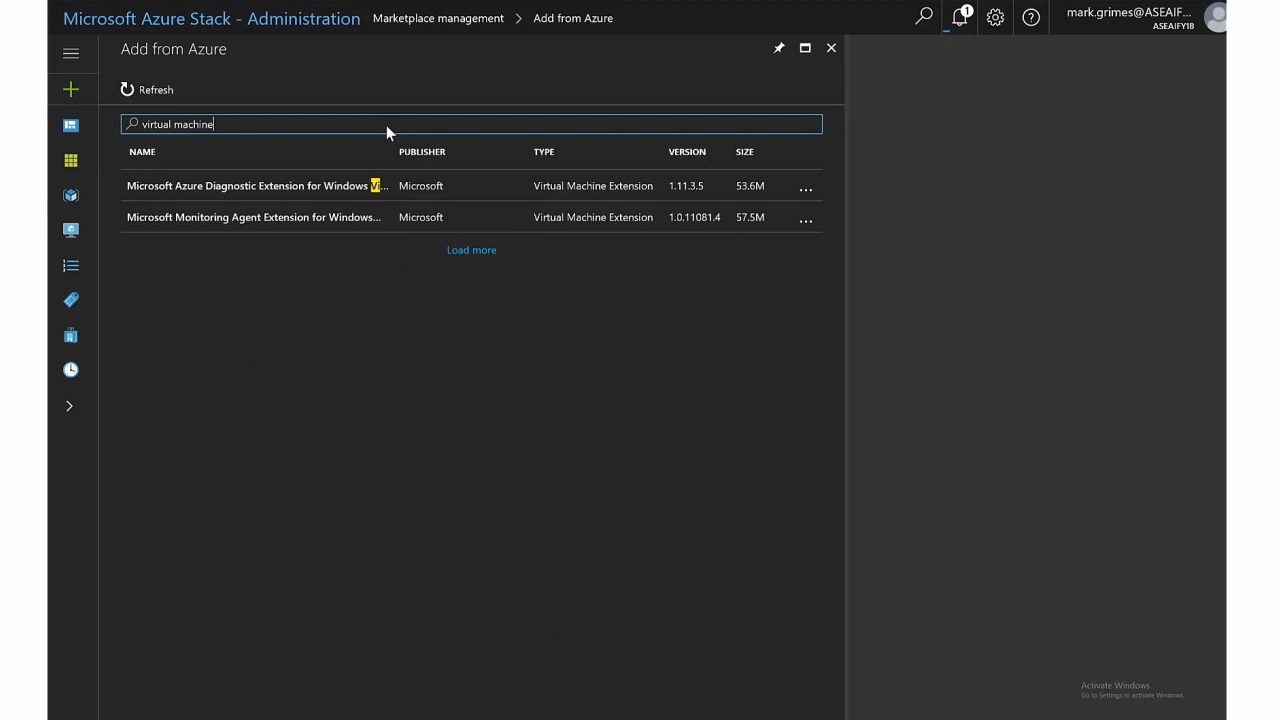 Microsoft Azure Stack - Administration Marketplace management > Add from Azure 1 mark.grimes@ASEAIF...
ASEAIFY18
Add from Azure
Refresh
virtual machine
NAME PUBLISHER TYPE VERSION SIZE
Microsoft Azure Diagnostic Extension for Windows Vi... Microsoft Virtual Machine Extension 1.11.3.5 53.6M ...
Microsoft Monitoring Agent Extension for Windows... Microsoft Virtual Machine Extension 1.0.11081.4 57.5M ...
Load more
Activate Windows
Go to Settings to activate Windows.